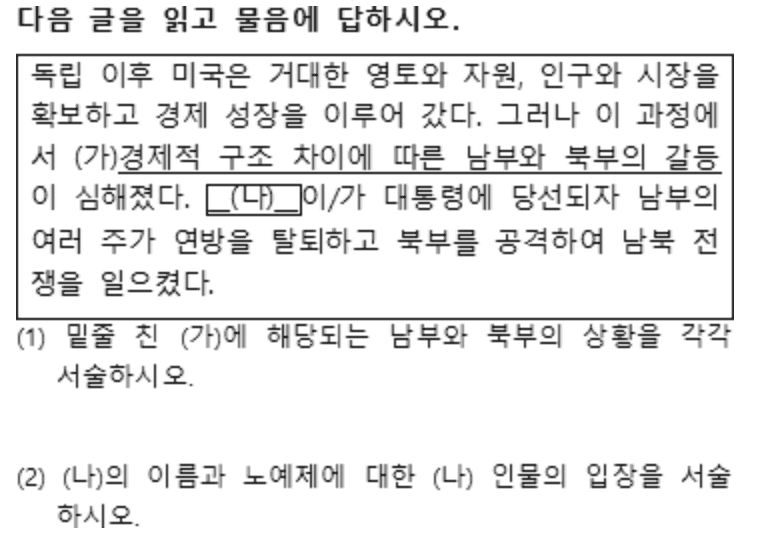 다음 글을 읽고 물음에 답하시오.
독립 이후 미국은 거대한 영토와 자원, 인구와 시장을
확보하고 경제 성장을 이루어 갔다. 그러나 이 과정에
서 (가)경제적 구조 차이에 따른 남부와 북부의 갈등
이 심해졌다. (나) 이/가 대통령에 당선되자 남부의
여러 주가 연방을 탈퇴하고 북부를 공격하여 남북 전
쟁을 일으켰다.
(1) 밑줄 친 (가)에 해당되는 남부와 북부의 상황을 각각
서술하시오.
(2) (나)의 이름과 노예제에 대한 (나) 인물의 입장을 서술
하시오.